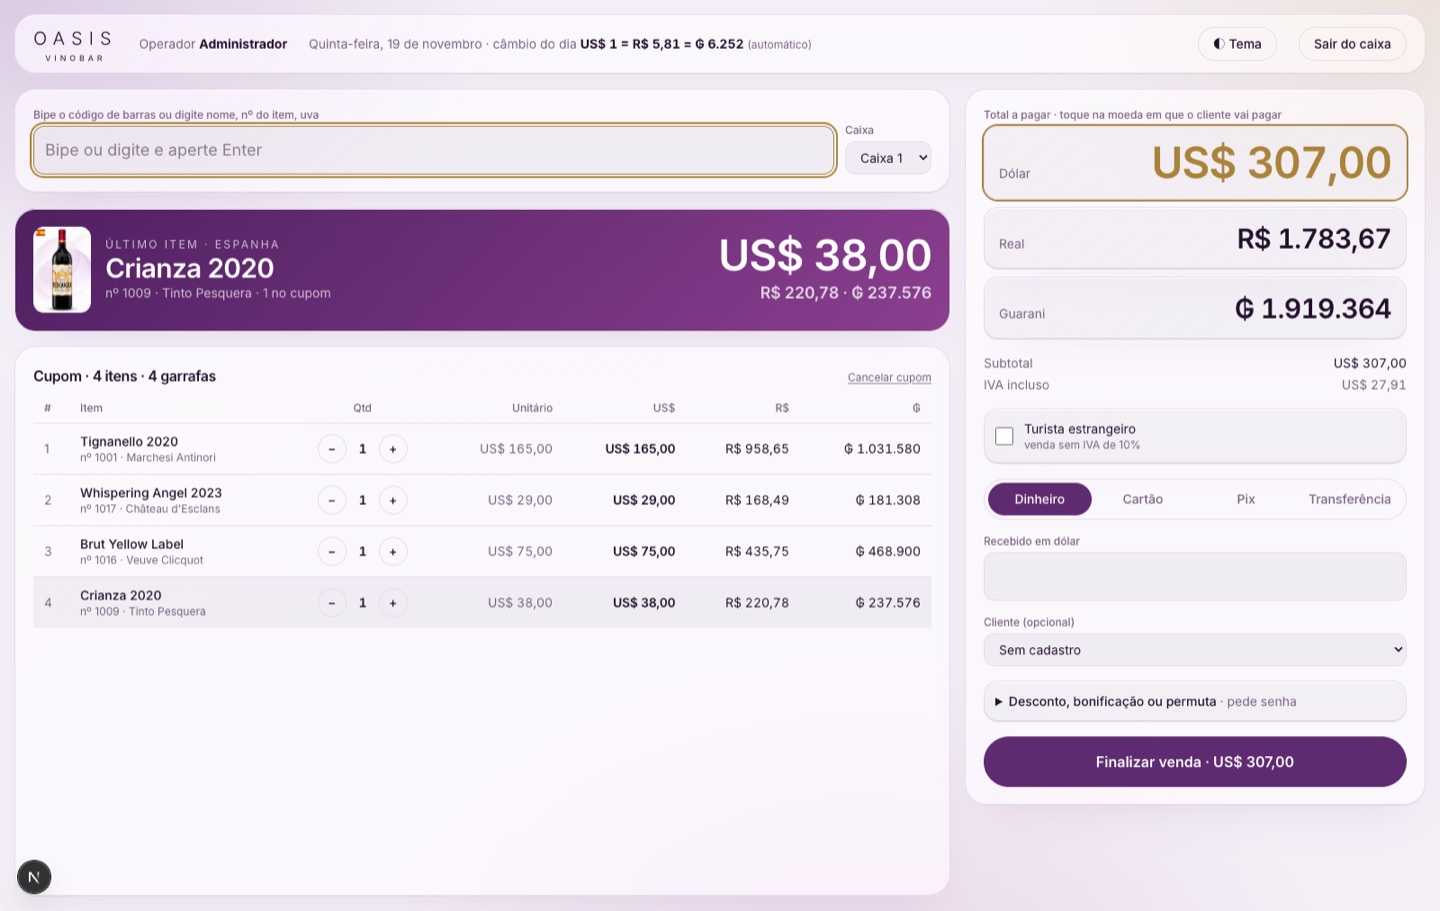 OASIS
VINOBAR
Operador Administrador
Quinta-feira, 19 de novembro · câmbio do dia US$ 1 = R$ 5,81 = ₲ 6.252 (automático)
Tema
Sair do caixa
Bipe o código de barras ou digite nome, nº do item, uva
Bipe ou digite e aperte Enter
Caixa
Caixa 1
ÚLTIMO ITEM · ESPANHA
Crianza 2020
nº 1009 · Tinto Pesquera · 1 no cupom
US$ 38,00
R$ 220,78 · ₲ 237.576
Cupom · 4 itens · 4 garrafas
Cancelar cupom
# Item Qtd Unitário US$ R$ ₲
1 Tignanello 2020 − 1 + US$ 165,00 US$ 165,00 R$ 958,65 ₲ 1.031.580
nº 1001 · Marchesi Antinori
2 Whispering Angel 2023 − 1 + US$ 29,00 US$ 29,00 R$ 168,49 ₲ 181.308
nº 1017 · Château d'Esclans
3 Brut Yellow Label − 1 + US$ 75,00 US$ 75,00 R$ 435,75 ₲ 468.900
nº 1016 · Veuve Clicquot
4 Crianza 2020 − 1 + US$ 38,00 US$ 38,00 R$ 220,78 ₲ 237.576
nº 1009 · Tinto Pesquera
N
Total a pagar · toque na moeda em que o cliente vai pagar
Dólar US$ 307,00
Real R$ 1.783,67
Guarani ₲ 1.919.364
Subtotal US$ 307,00
IVA incluso US$ 27,91
Turista estrangeiro
venda sem IVA de 10%
Dinheiro Cartão Pix Transferência
Recebido em dólar
Cliente (opcional)
Sem cadastro
Desconto, bonificação ou permuta · pede senha
Finalizar venda · US$ 307,00